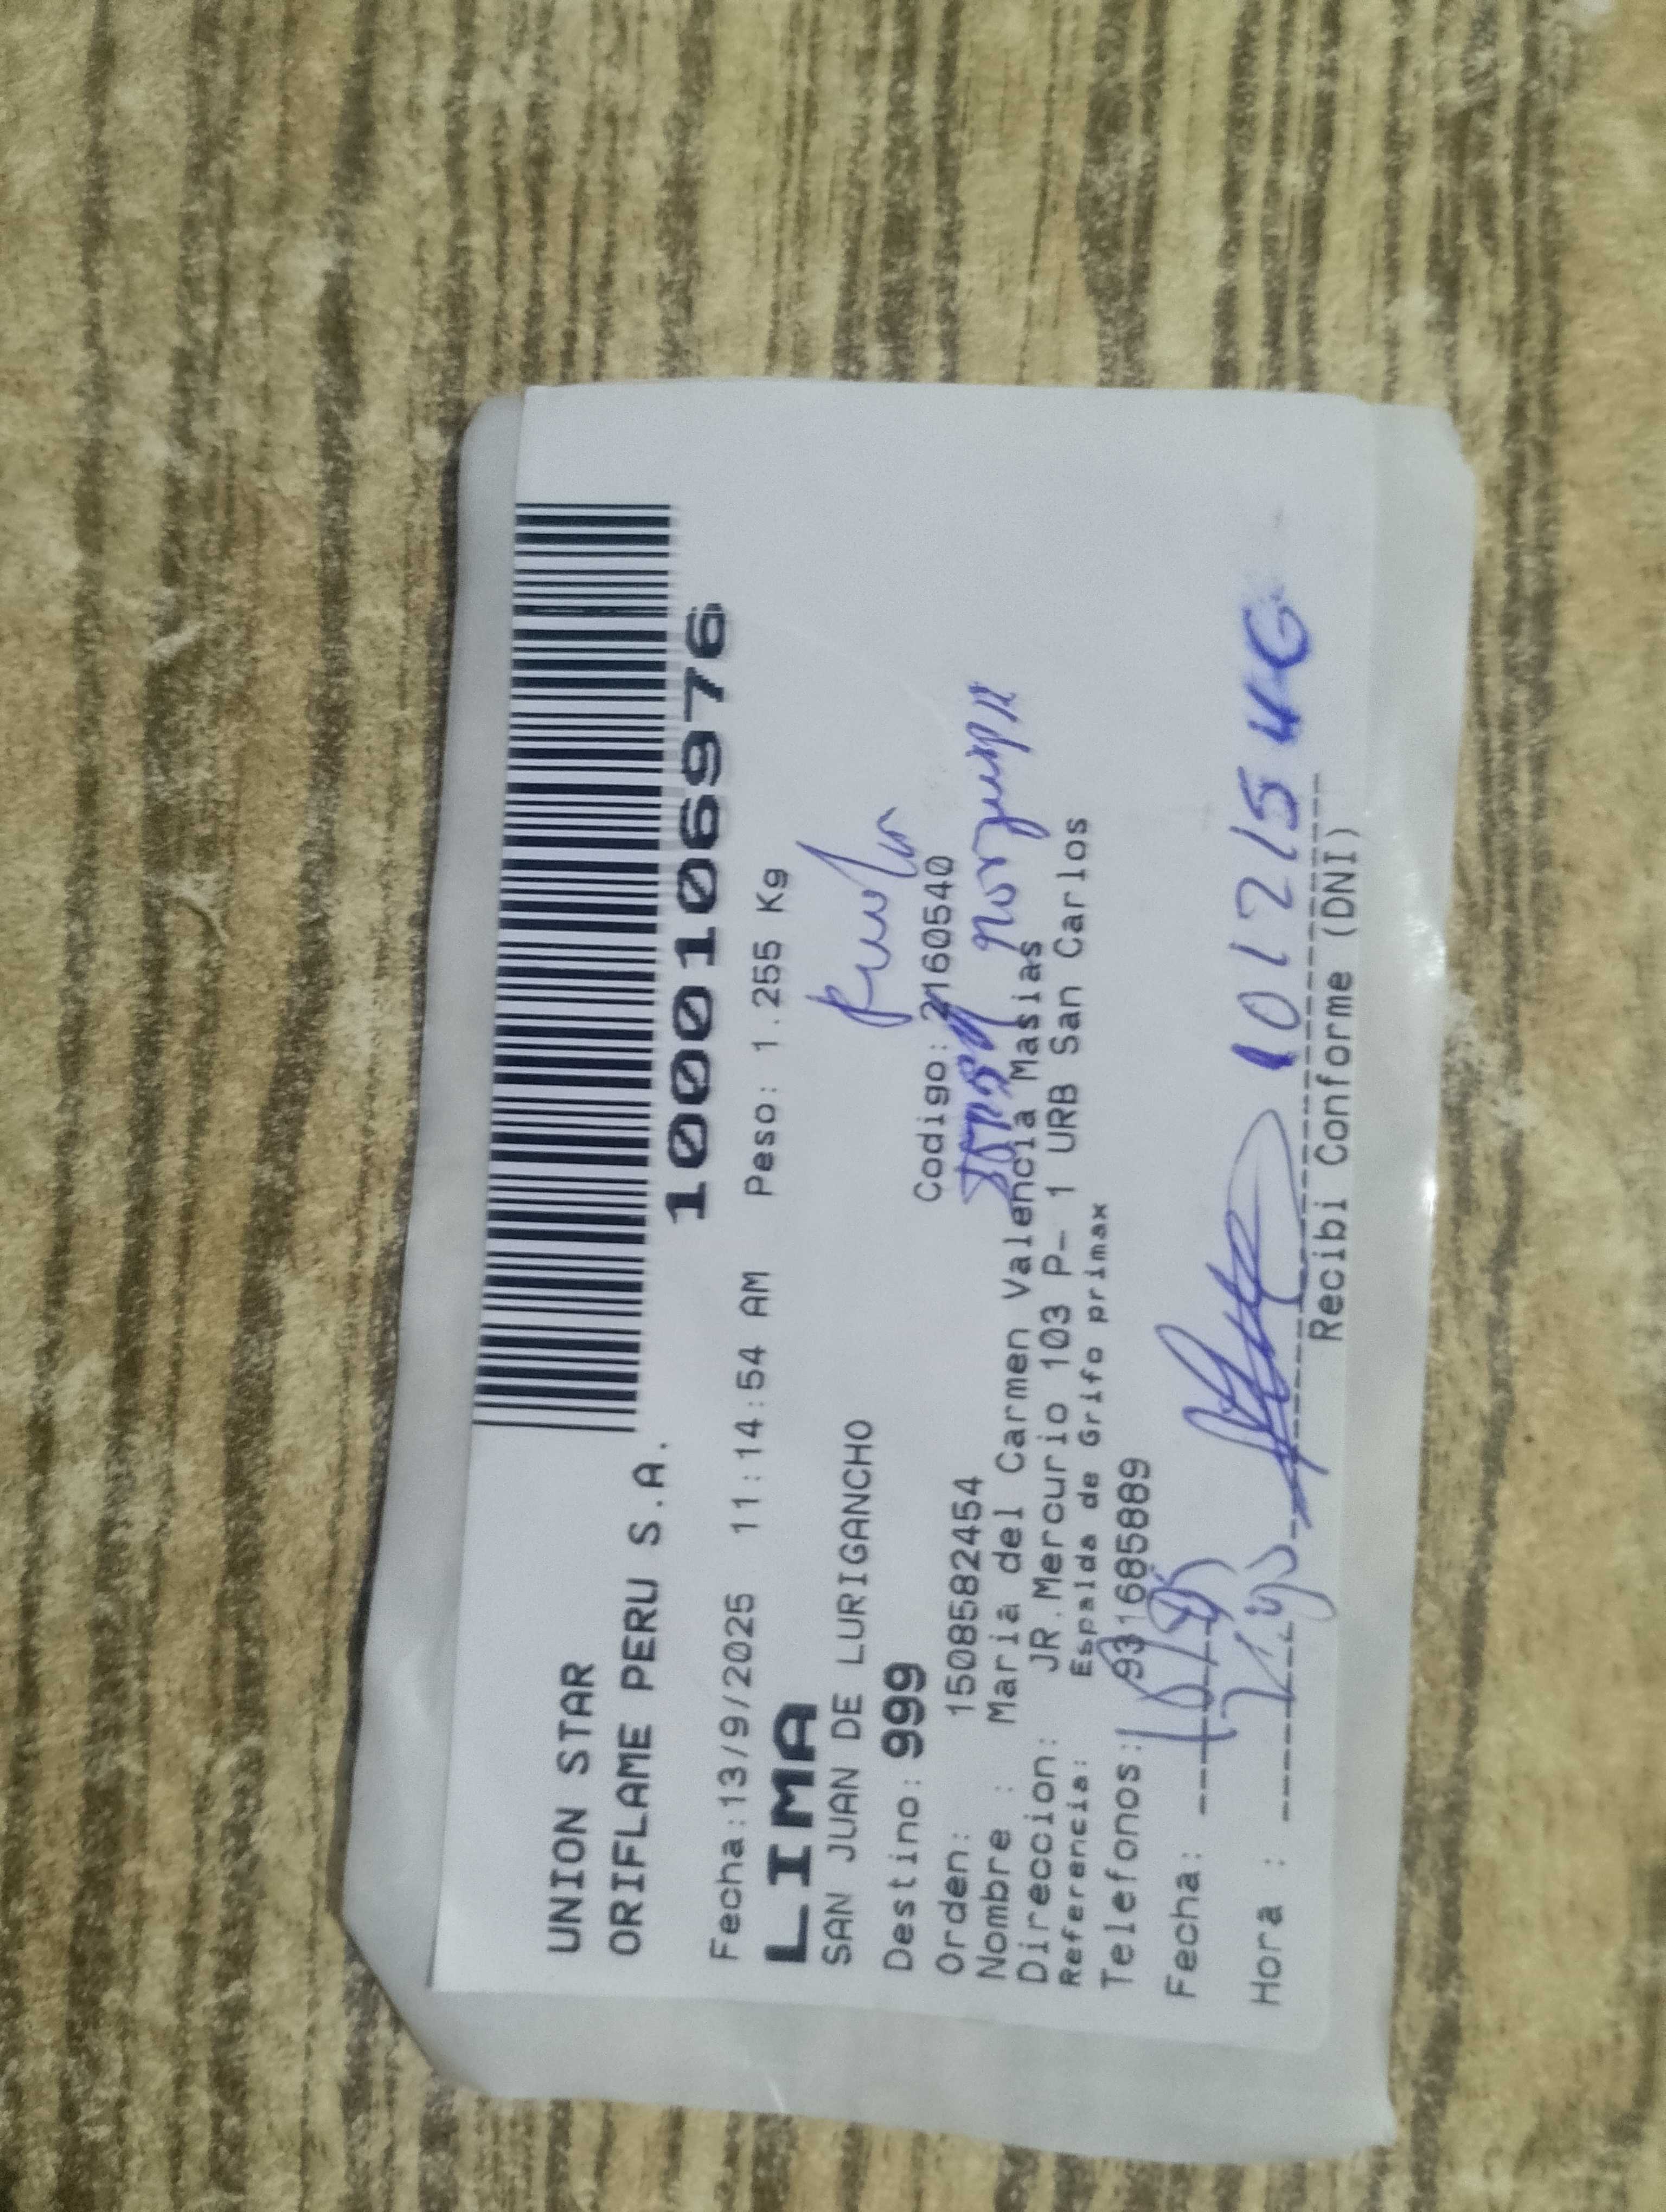 UNION STAR
ORIFLAME PERU S.A.
1000106976
Fecha:13/9/2025 11:14:54 AM Peso: 1.255 Kg
LIMA
SAN JUAN DE LURIGANCHO
Destino: 999
Orden: 1508582454 Codigo: 2160540
Nombre : Maria del Carmen Valencia Masias
Direccion: JR.Mercurio 103 P- 1 URB San Carlos
Referencia: Espalda de Grifo primax
Telefonos: 931685889
Fecha:
Hora : 10121546
Recibi Conforme (DNI)